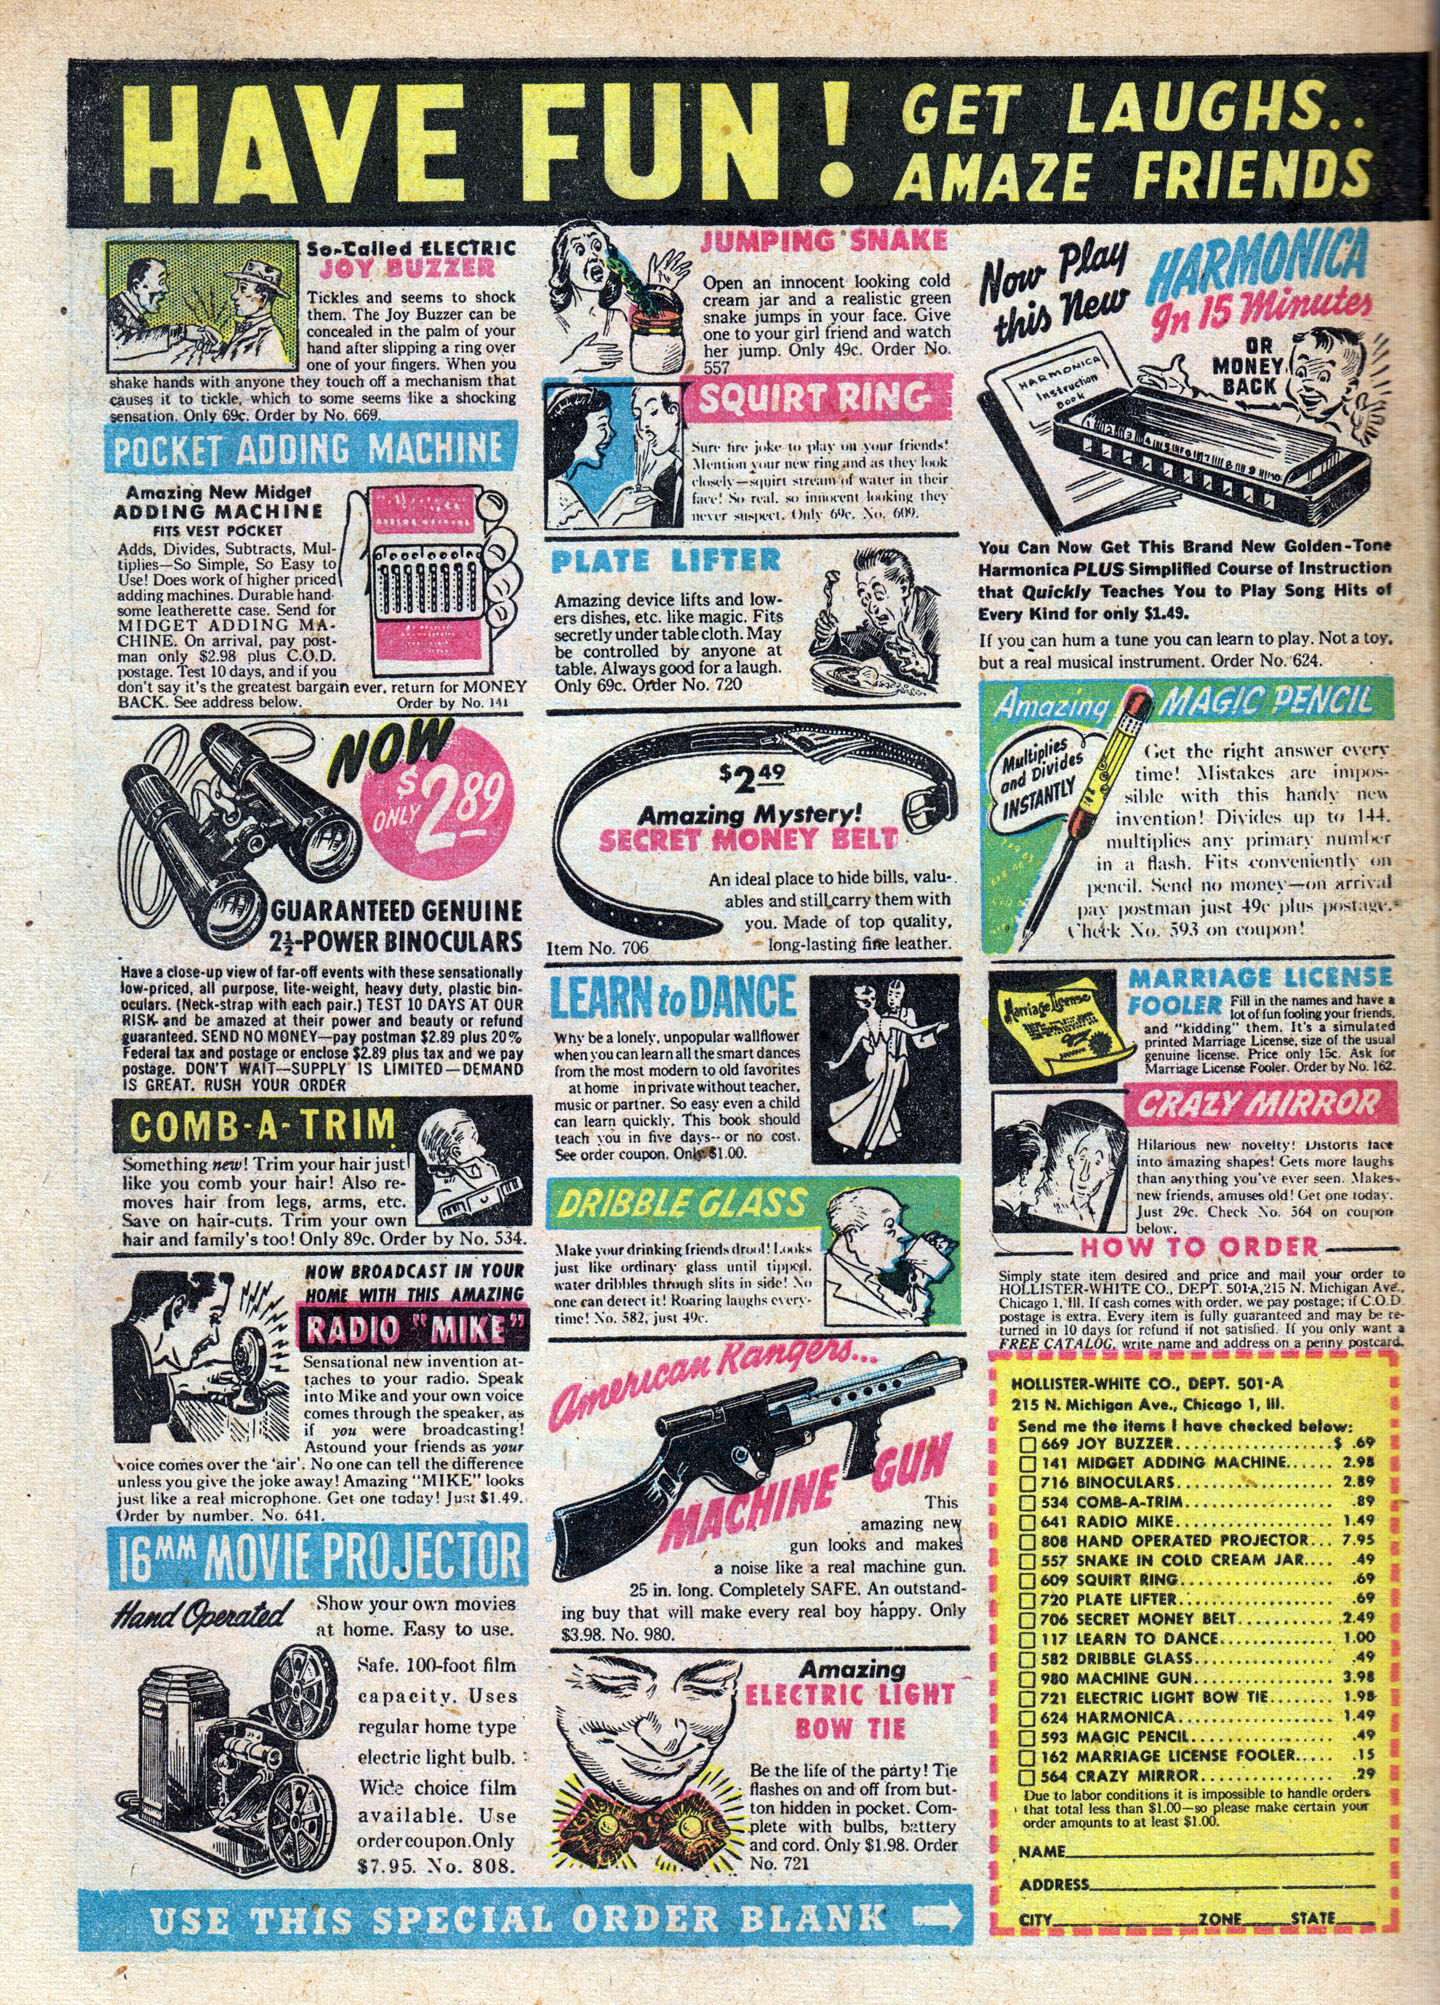 HAVE FUN! GET LAUGHS..
AMAZE FRIENDS
So-Called ELECTRIC
JOY BUZZER
Tickles and seems to shock
them. The Joy Buzzer can be
concealed in the palm of your
hand after slipping a ring over
one of your fingers. When you
shake hands with anyone they touch off a mechanism that
causes it to tickle, which to some seems like a shocking
sensation. Only 69c. Order by No. 669.
POCKET ADDING MACHINE
Amazing New Midget
ADDING MACHINE
FITS VEST POCKET
Adds, Divides, Subtracts, Mul-
tiplies—So Simple, So Easy to
Use! Does work of higher priced
adding machines. Durable hand-
some leatherette case. Send for
MIDGET ADDING MA-
CHINE. On arrival, pay post-
man only $2.98 plus C.O.D.
postage. Test 10 days, and if you
don't say it's the greatest bargain ever, return for MONEY
BACK. See address below. Order by No. 141
NOW
ONLY $2.89
GUARANTEED GENUINE
2½-POWER BINOCULARS
Have a close-up view of far-off events with these sensationally
low-priced, all purpose, lite-weight, heavy duty, plastic bin-
oculars. (Neck-strap with each pair.) TEST 10 DAYS AT OUR
RISK and be amazed at their power and beauty or refund
guaranteed. SEND NO MONEY—pay postman $2.89 plus 20%
Federal tax and postage or enclose $2.89 plus tax and we pay
postage. DON'T WAIT—SUPPLY IS LIMITED—DEMAND
IS GREAT. RUSH YOUR ORDER
COMB-A-TRIM
Something new! Trim your hair just
like you comb your hair! Also re-
moves hair from legs, arms, etc.
Save on hair-cuts. Trim your own
hair and family's too! Only 89c. Order by No. 534.
NOW BROADCAST IN YOUR
HOME WITH THIS AMAZING
RADIO "MIKE"
Sensational new invention at-
taches to your radio. Speak
into Mike and your own voice
comes through the speaker, as
if you were broadcasting!
Astound your friends as your
voice comes over the 'air'. No one can tell the difference
unless you give the joke away! Amazing "MIKE" looks
just like a real microphone. Get one today! Just $1.49.
Order by number. No. 641.
16MM MOVIE PROJECTOR
Hand Operated
Show your own movies
at home. Easy to use.
Safe. 100-foot film
capacity. Uses
regular home type
electric light bulb.
Wide choice film
available. Use
order coupon. Only
$7.95. No. 808.
JUMPING SNAKE
Open an innocent looking cold
cream jar and a realistic green
snake jumps in your face. Give
one to your girl friend and watch
her jump. Only 49c. Order No.
557
SQUIRT RING
Sure fire joke to play on your friends!
Mention your new ring and as they look
closely—squirt stream of water in their
face! So real, so innocent looking they
never suspect. Only 69c. No. 609.
PLATE LIFTER
Amazing device lifts and low-
ers dishes, etc. like magic. Fits
secretly under table cloth. May
be controlled by anyone at
table. Always good for a laugh.
Only 69c. Order No. 720
$2.49
Amazing Mystery!
SECRET MONEY BELT
An ideal place to hide bills, valu-
ables and still carry them with
you. Made of top quality,
long-lasting fine leather.
Item No. 706
LEARN to DANCE
Why be a lonely, unpopular wallflower
when you can learn all the smart dances
from the most modern to old favorites
at home in private without teacher,
music or partner. So easy even a child
can learn quickly. This book should
teach you in five days-- or no cost.
See order coupon. Only $1.00.
DRIBBLE GLASS
Make your drinking friends drool! Looks
just like ordinary glass until tipped,
water dribbles through slits in side! No
one can detect it! Roaring laughs every-
time! No. 582, just 49c.
American Rangers...
MACHINE GUN
This
amazing new
gun looks and makes
a noise like a real machine gun.
25 in. long. Completely SAFE. An outstand-
ing buy that will make every real boy happy. Only
$3.98. No. 980.
Amazing
ELECTRIC LIGHT
BOW TIE
Be the life of the party! Tie
flashes on and off from but-
ton hidden in pocket. Com-
plete with bulbs, battery
and cord. Only $1.98. Order
No. 721
Now Play
this New
HARMONICA
In 15 Minutes
OR
MONEY
BACK
HARMONICA
Instruction
Book
You Can Now Get This Brand New Golden-Tone
Harmonica PLUS Simplified Course of Instruction
that Quickly Teaches You to Play Song Hits of
Every Kind for only $1.49.
If you can hum a tune you can learn to play. Not a toy,
but a real musical instrument. Order No. 624.
Amazing MAGIC PENCIL
Multiplies
and Divides
INSTANTLY
Get the right answer every
time! Mistakes are impos-
sible with this handy new
invention! Divides up to 144,
multiplies any primary number
in a flash. Fits conveniently on
pencil. Send no money—on arrival
pay postman just 49c plus postage.
Check No. 593 on coupon!
Marriage License
MARRIAGE LICENSE
FOOLER Fill in the names and have a
lot of fun fooling your friends,
and "kidding" them. It's a simulated
printed Marriage License, size of the usual
genuine license. Price only 15c. Ask for
Marriage License Fooler. Order by No. 162.
CRAZY MIRROR
Hilarious new novelty! Distorts face
into amazing shapes! Gets more laughs
than anything you've ever seen. Makes
new friends, amuses old! Get one today.
Just 29c. Check No. 564 on coupon
below.
HOW TO ORDER
Simply state item desired and price and mail your order to
HOLLISTER-WHITE CO., DEPT. 501-A, 215 N. Michigan Ave.,
Chicago 1, Ill. If cash comes with order, we pay postage; if C.O.D.
postage is extra. Every item is fully guaranteed and may be re-
turned in 10 days for refund if not satisfied. If you only want a
FREE CATALOG, write name and address on a penny postcard.
HOLLISTER-WHITE CO., DEPT. 501-A
215 N. Michigan Ave., Chicago 1, Ill.
Send me the items I have checked below:
669 JOY BUZZER....................$ .69
141 MIDGET ADDING MACHINE...... 2.98
716 BINOCULARS.................... 2.89
534 COMB-A-TRIM................... .89
641 RADIO MIKE.................... 1.49
808 HAND OPERATED PROJECTOR... 7.95
557 SNAKE IN COLD CREAM JAR.... .49
609 SQUIRT RING................... .69
720 PLATE LIFTER.................. .69
706 SECRET MONEY BELT........... 2.49
117 LEARN TO DANCE.............. 1.00
582 DRIBBLE GLASS................. .49
980 MACHINE GUN................. 3.98
721 ELECTRIC LIGHT BOW TIE........ 1.98
624 HARMONICA................... 1.49
593 MAGIC PENCIL.................. .49
162 MARRIAGE LICENSE FOOLER..... .15
564 CRAZY MIRROR................. .29
Due to labor conditions it is impossible to handle orders
that total less than $1.00—so please make certain your
order amounts to at least $1.00.
NAME
ADDRESS
CITY ZONE STATE
USE THIS SPECIAL ORDER BLANK